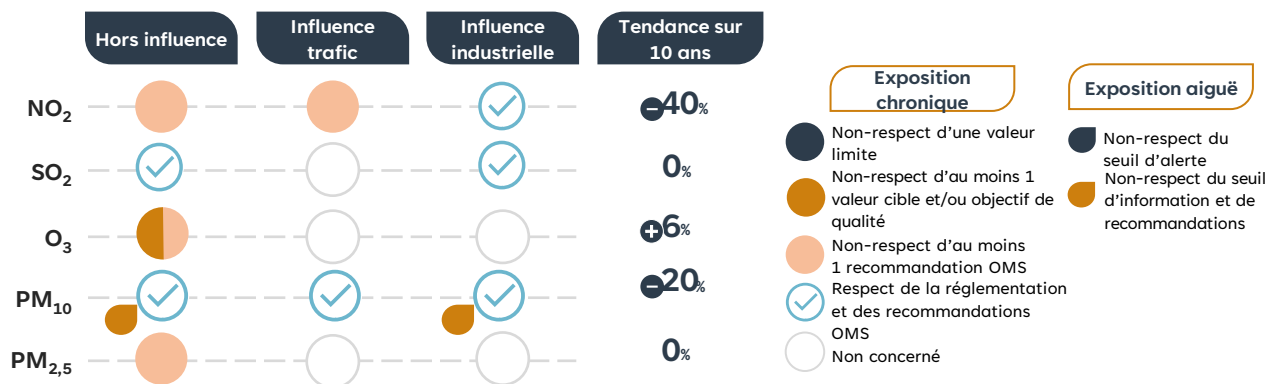 Hors influence
Influence
trafic
Influence
industrielle
Tendance sur
10 ans
NO2
-40%
SO2
0%
O3
+6%
PM10
-20%
PM2,5
0%
Exposition
chronique
Non-respect d'une valeur
limite
Non-respect d'au moins 1
valeur cible et/ou objectif de
qualité
Non-respect d'au moins
1 recommandation OMS
Respect de la réglementation
et des recommandations
OMS
Non concerné
Exposition aiguë
Non-respect du
seuil d'alerte
Non-respect du seuil
d'information et de
recommandations